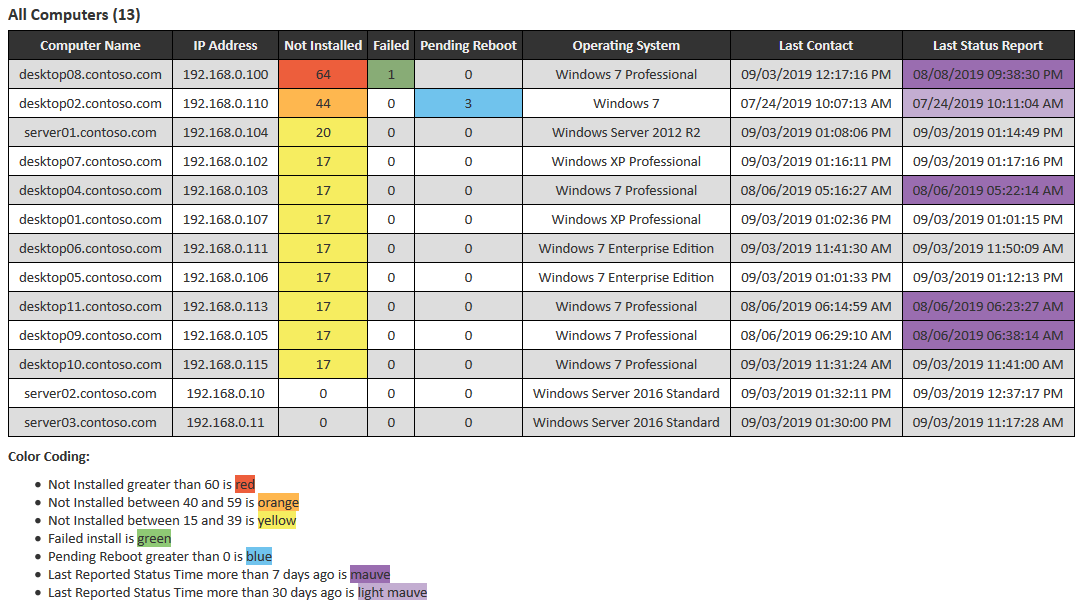 All Computers (13)
Computer Name IP Address Not Installed Failed Pending Reboot Operating System Last Contact Last Status Report
desktop08.contoso.com 192.168.0.100 64 1 0 Windows 7 Professional 09/03/2019 12:17:16 PM 08/08/2019 09:38:30 PM
desktop02.contoso.com 192.168.0.110 44 0 3 Windows 7 07/24/2019 10:07:13 AM 07/24/2019 10:11:04 AM
server01.contoso.com 192.168.0.104 20 0 0 Windows Server 2012 R2 09/03/2019 01:08:06 PM 09/03/2019 01:14:49 PM
desktop07.contoso.com 192.168.0.102 17 0 0 Windows XP Professional 09/03/2019 01:16:11 PM 09/03/2019 01:17:16 PM
desktop04.contoso.com 192.168.0.103 17 0 0 Windows 7 Professional 08/06/2019 05:16:27 AM 08/06/2019 05:22:14 AM
desktop01.contoso.com 192.168.0.107 17 0 0 Windows XP Professional 09/03/2019 01:02:36 PM 09/03/2019 01:01:15 PM
desktop06.contoso.com 192.168.0.111 17 0 0 Windows 7 Enterprise Edition 09/03/2019 11:41:30 AM 09/03/2019 11:50:09 AM
desktop05.contoso.com 192.168.0.106 17 0 0 Windows 7 Enterprise Edition 09/03/2019 01:01:33 PM 09/03/2019 01:12:13 PM
desktop11.contoso.com 192.168.0.113 17 0 0 Windows 7 Professional 08/06/2019 06:14:59 AM 08/06/2019 06:23:27 AM
desktop09.contoso.com 192.168.0.105 17 0 0 Windows 7 Professional 08/06/2019 06:29:10 AM 08/06/2019 06:38:14 AM
desktop10.contoso.com 192.168.0.115 17 0 0 Windows 7 Professional 09/03/2019 11:31:24 AM 09/03/2019 11:41:00 AM
server02.contoso.com 192.168.0.10 0 0 0 Windows Server 2016 Standard 09/03/2019 01:32:11 PM 09/03/2019 12:37:17 PM
server03.contoso.com 192.168.0.11 0 0 0 Windows Server 2016 Standard 09/03/2019 01:30:00 PM 09/03/2019 11:17:28 AM
Color Coding:
• Not Installed greater than 60 is red
• Not Installed between 40 and 59 is orange
• Not Installed between 15 and 39 is yellow
• Failed install is green
• Pending Reboot greater than 0 is blue
• Last Reported Status Time more than 7 days ago is mauve
• Last Reported Status Time more than 30 days ago is light mauve